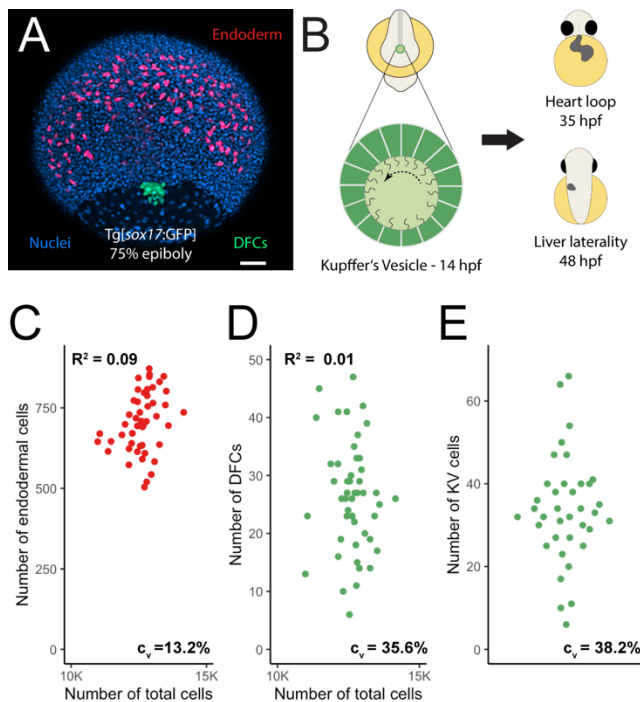 A
Endoderm
Nuclei
Tg[sox17:GFP]
75% epiboly
DFCs
B
Heart loop
35 hpf
Kupffer's Vesicle - 14 hpf
Liver laterality
48 hpf
C
R² = 0.09
Number of endodermal cells
750
500
250
0
c_v =13.2%
10K
15K
Number of total cells
D
R² = 0.01
Number of DFCs
50
40
30
20
10
0
c_v =35.6%
10K
15K
Number of total cells
E
Number of KV cells
60
40
20
0
c_v =38.2%